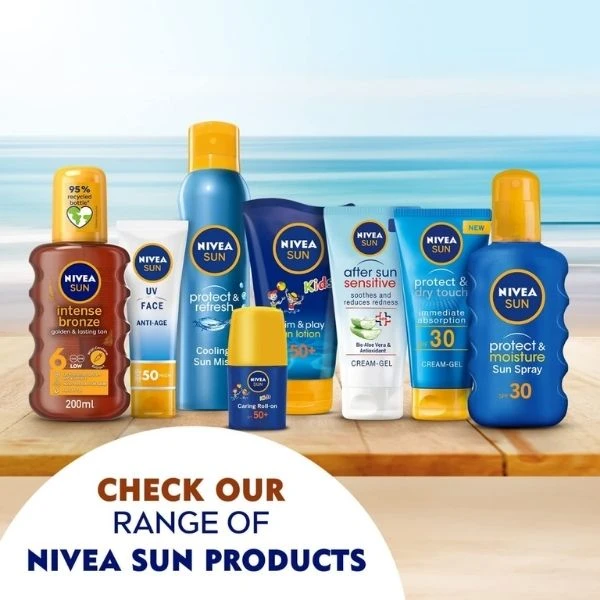 95%
recycled
bottle*
NIVEA
SUN
intense
bronze
golden & lasting tan
6
LOW
200ml
NIVEA
SUN
UV
FACE
ANTI-AGE
50
NIVEA
SUN
protect &
refresh
Cooling
Sun Mist
NIVEA
SUN
Kids
swim & play
sun lotion
50+
NIVEA
SUN
Kids
Caring Roll-on
50+
NIVEA
SUN
after sun
sensitive
soothes and
reduces redness
Bio Aloe Vera &
Antioxidant
CREAM-GEL
NEW
NIVEA
SUN
protect &
dry touch
immediate
absorption
SPF 30
CREAM-GEL
NIVEA
SUN
protect &
moisture
Sun Spray
SPF 30
CHECK OUR
RANGE OF
NIVEA SUN PRODUCTS